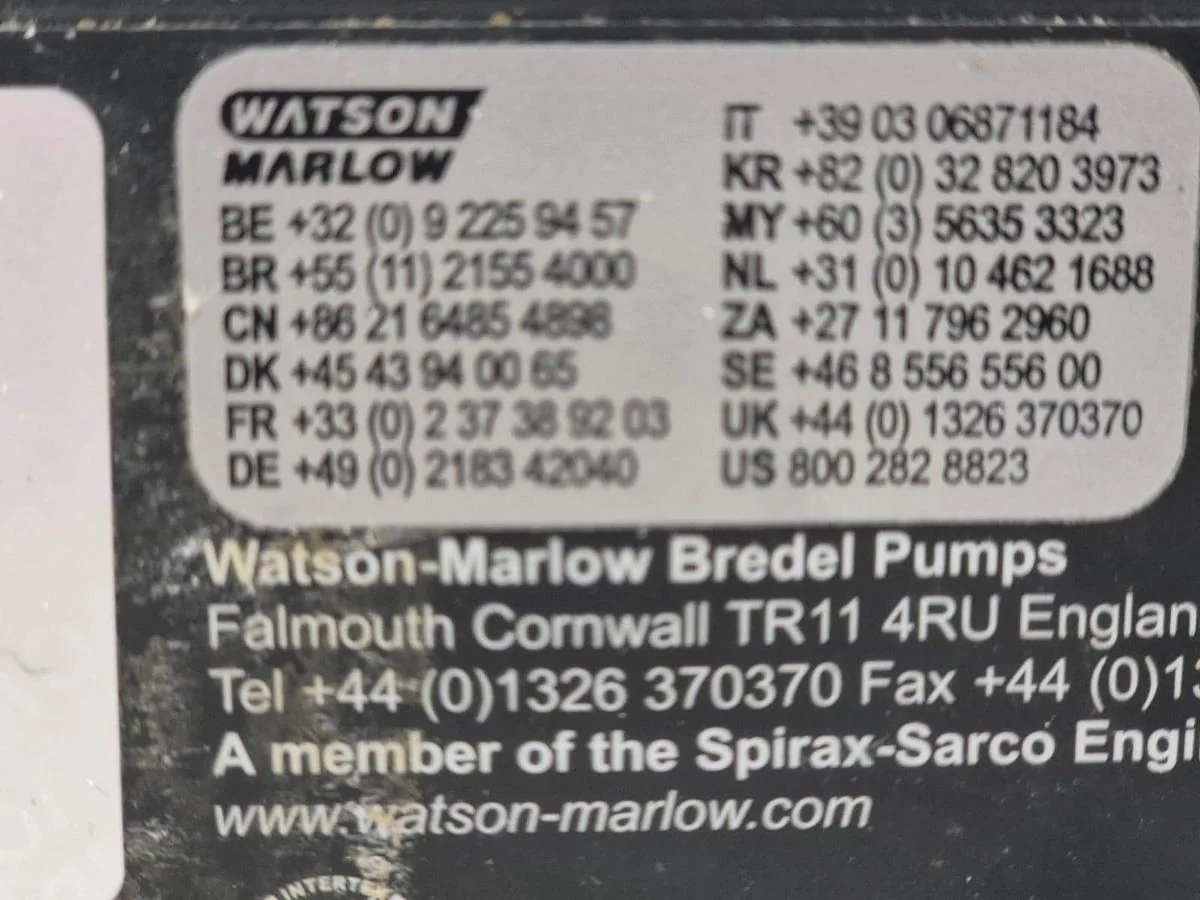 WATSON
MARLOW
BE +32 (0) 9 225 94 57
BR +55 (11) 2155 4000
CN +86 21 6485 4898
DK +45 43 94 00 65
FR +33 (0) 2 37 38 92 03
DE +49 (0) 2183 42040
IT +39 03 06871184
KR +82 (0) 32 820 3973
MY +60 (3) 5635 3323
NL +31 (0) 10 462 1688
ZA +27 11 796 2960
SE +46 8 556 556 00
UK +44 (0) 1326 370370
US 800 282 8823
Watson-Marlow Bredel Pumps
Falmouth Cornwall TR11 4RU Englan
Tel +44 (0)1326 370370 Fax +44 (0)13
A member of the Spirax-Sarco Engi
www.watson-marlow.com
INTERTE